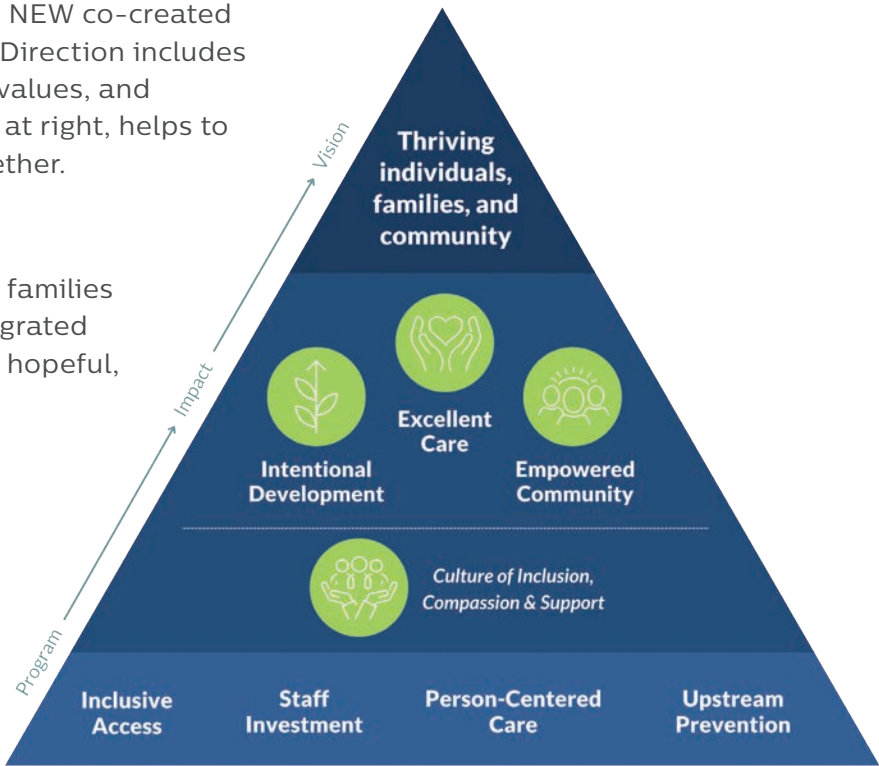 NEW co-created
Direction includes
values, and
at right, helps to
families
hopeful,
Vision
Impact
Program
Thriving
individuals,
families, and
community
Excellent
Care
Intentional
Development
Empowered
Community
Culture of Inclusion,
Compassion & Support
Inclusive
Access
Staff
Investment
Person-Centered
Care
Upstream
Prevention